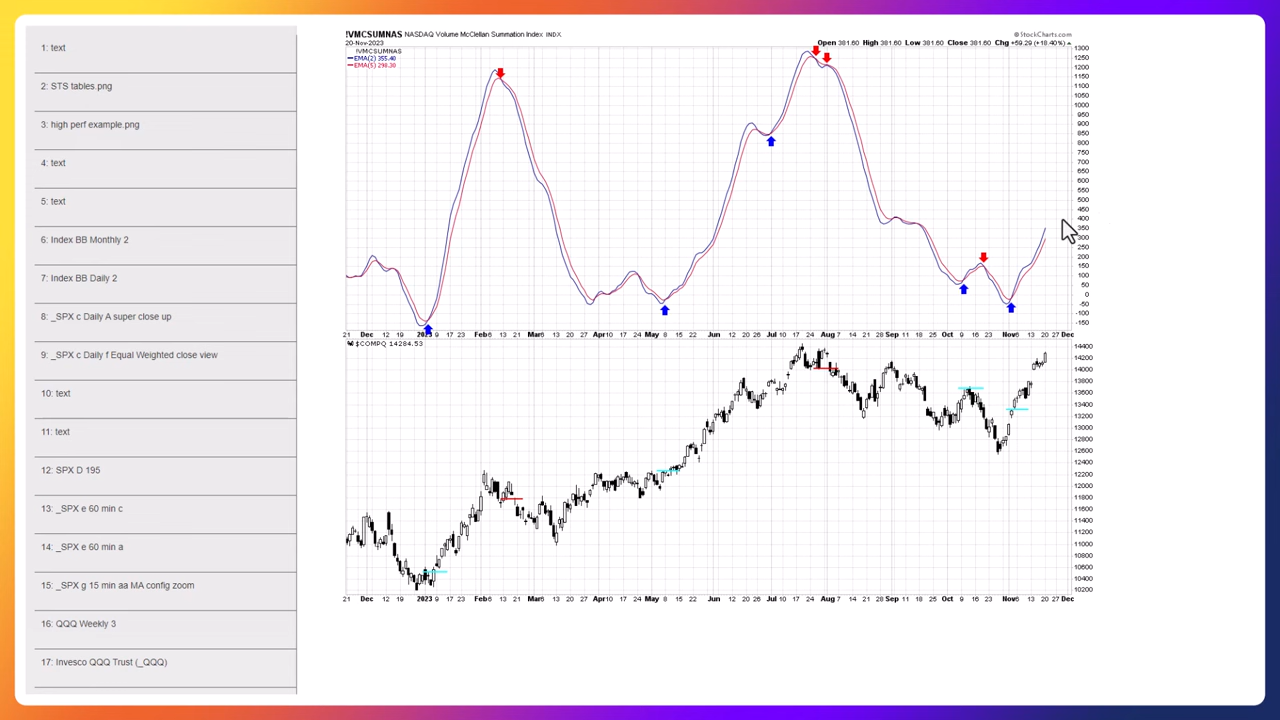 1. text
2: STS tables.png
3: hp and ref example.png
4: text
5: text
6: Index BB Monthly 2
7: Index BB Daily 2
8: _SPX c Daily A supr close up
9: _SPX c Daily A
Weighted close view
11: text
12: SPX D 195
14: _SPX e 60 min a
15: _SPX g 15 min aa MA config zoom
16: QQQ Weekly 3
17: Invesco QQQ Trust (_QQQ)
!VMCSUMNAS NASDAQ Volume McClellan Summation Index INDX
© StockCharts.com
20-Nov-2023
Open 381.60 High 381.60 Low 381.60 Close 381.60 Chg +59.29 (+18.40%)
!VMCSUMNAS
EMA(2) 355.40
EMA(5) 298.30
1300
1250
1200
1150
1100
1050
1000
950
900
850
800
750
700
650
600
550
500
450
400
350
300
250
200
150
100
50
0
-50
-100
-150
21 Dec 12 19 2023 9 17 23 Feb 6 13 21 Mar 6 13 20 27 Apr 10 17 24 May 8 15 22 Jun 12 20 26 Jul 10 17 24 Aug 7 14 21 Sep 11 18 25 Oct 9 16 23 Nov 6 13 20 27 Dec
$COMPQ 14284.53
14400
14200
14000
13800
13600
13400
13200
13000
12800
12600
12400
12200
12000
11800
11600
11400
11200
11000
10800
10600
10400
10200
21 Dec 12 19 2023 9 17 23 Feb 6 13 21 Mar 6 13 20 27 Apr 10 17 24 May 8 15 22 Jun 12 20 26 Jul 10 17 24 Aug 7 14 21 Sep 11 18 25 Oct 9 16 23 Nov 6 13 20 27 Dec